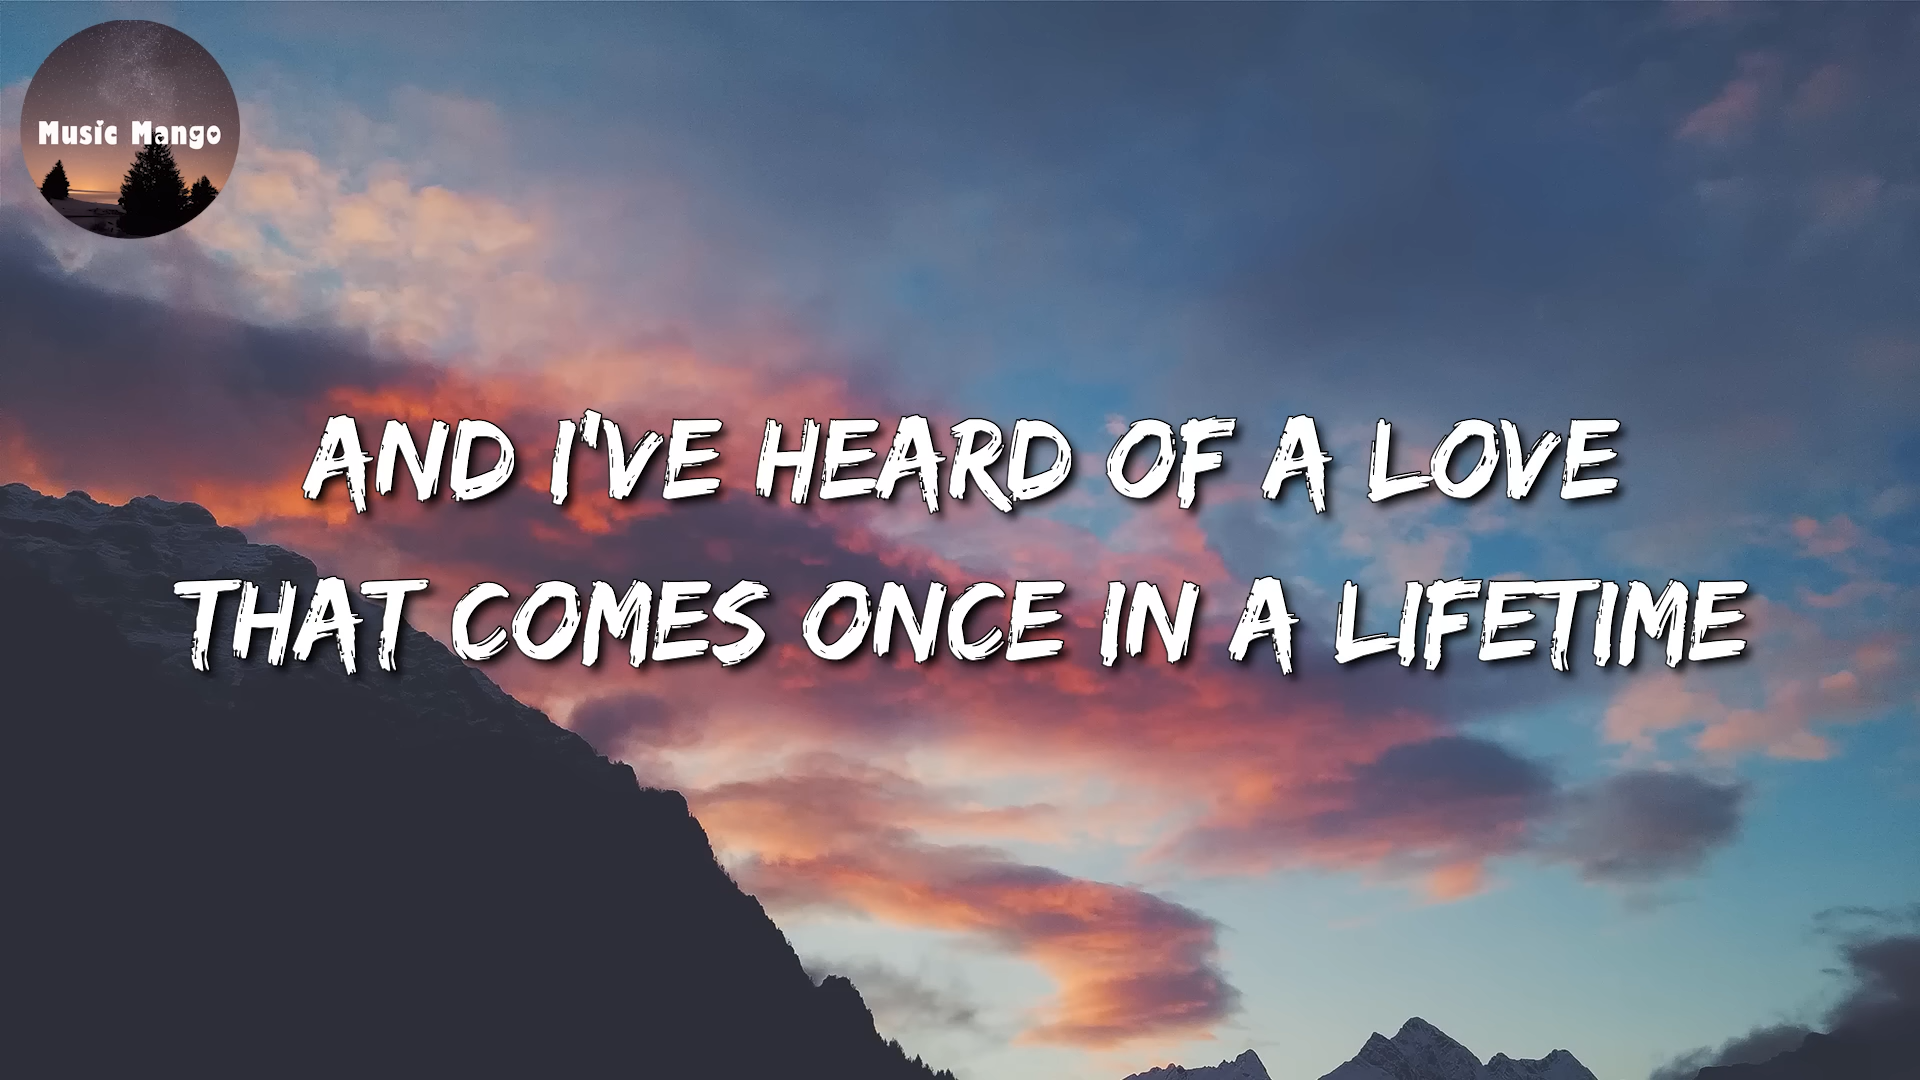 Music Mango
AND I'VE HEARD OF A LOVE
THAT COMES ONCE IN A LIFETIME